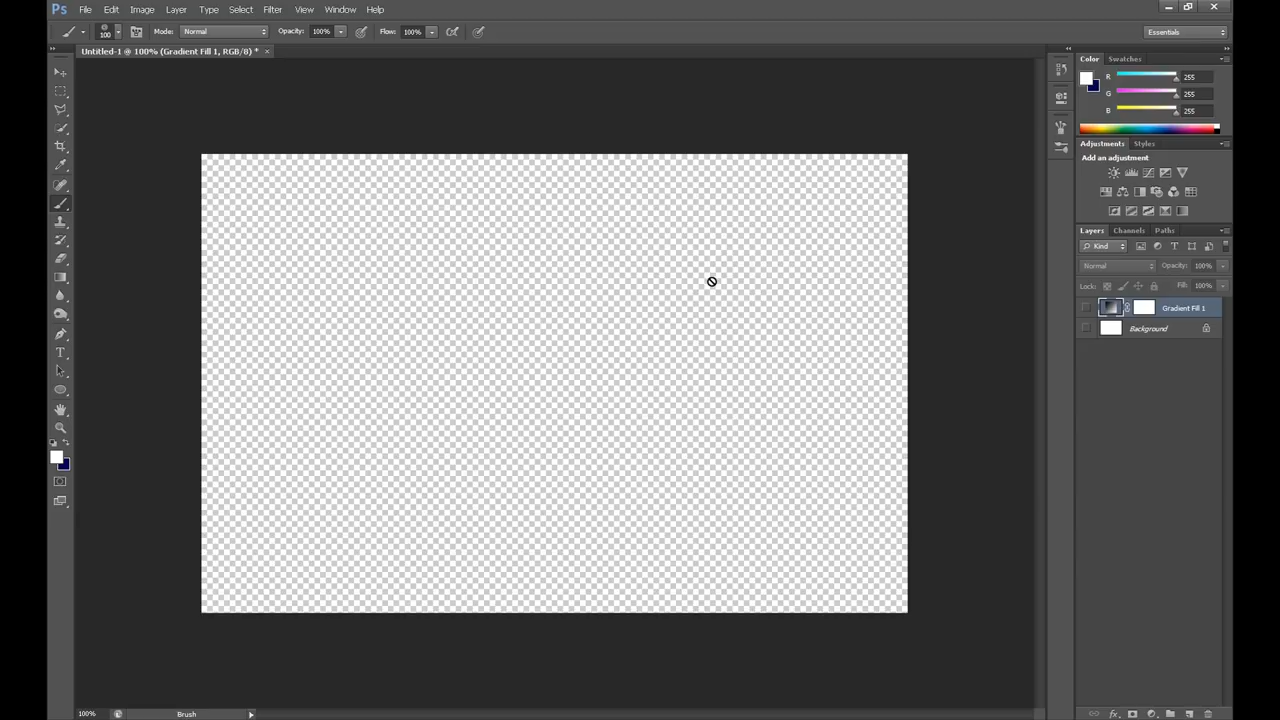 Ps File Edit Image Layer Type Select Filter 3D View Window Help
100 Mode: Normal Opacity: 100% Flow: 100% Essentials
Untitled-1 @ 100% (Gradient Fill 1, RGB/8) * ×
Color Swatches
R 255
G 255
B 255
Adjustments Styles
Add an adjustment
Layers Channels Paths
Kind
Normal Opacity: 100%
Lock: Fill: 100%
Gradient Fill 1
Background
100% Brush